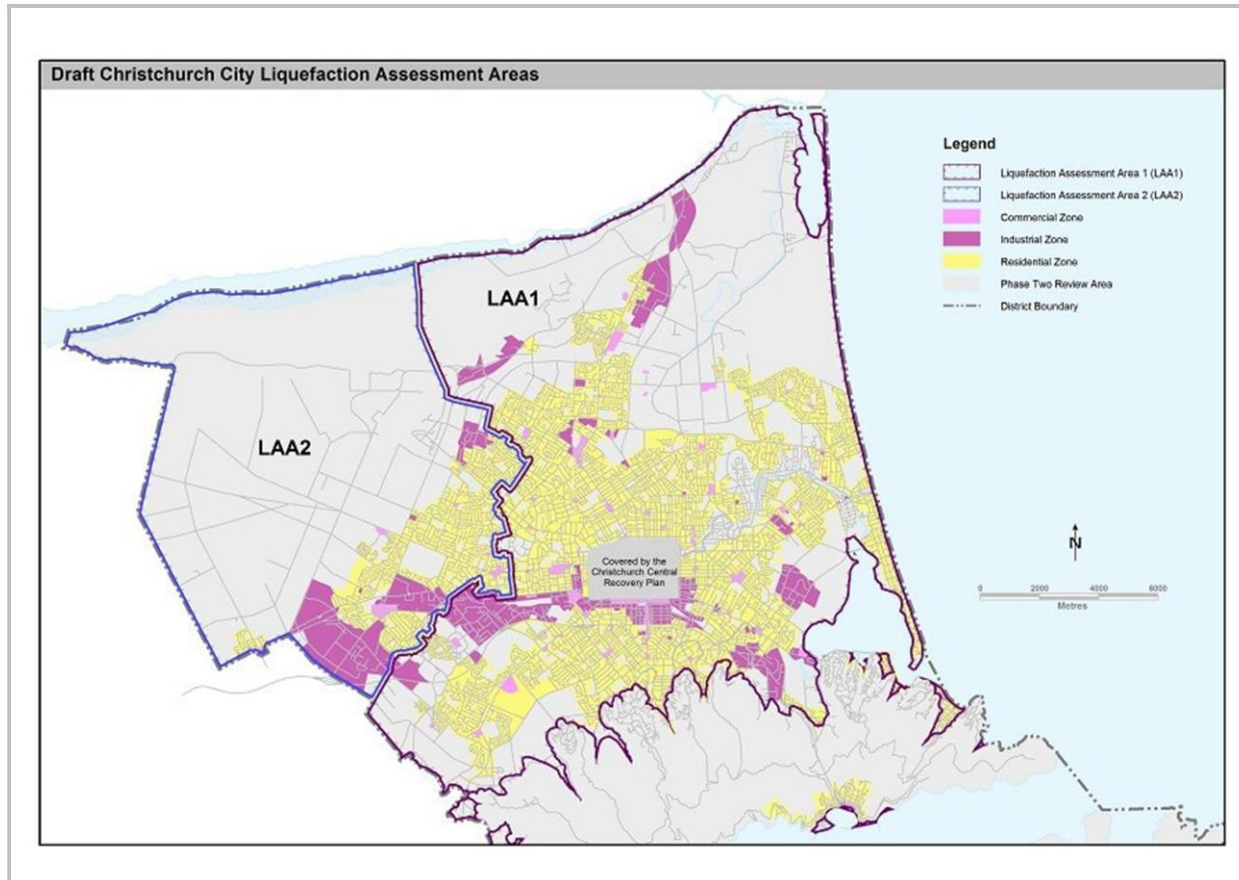 Draft Christchurch City Liquefaction Assessment Areas
Legend
Liquefaction Assessment Area 1 (LAA1)
Liquefaction Assessment Area 2 (LAA2)
Commercial Zone
Industrial Zone
Residential Zone
Phase Two Review Area
District Boundary
LAA1
LAA2
Covered by the
Christchurch Central
Recovery Plan
N
0 2000 4000 6000
Metres